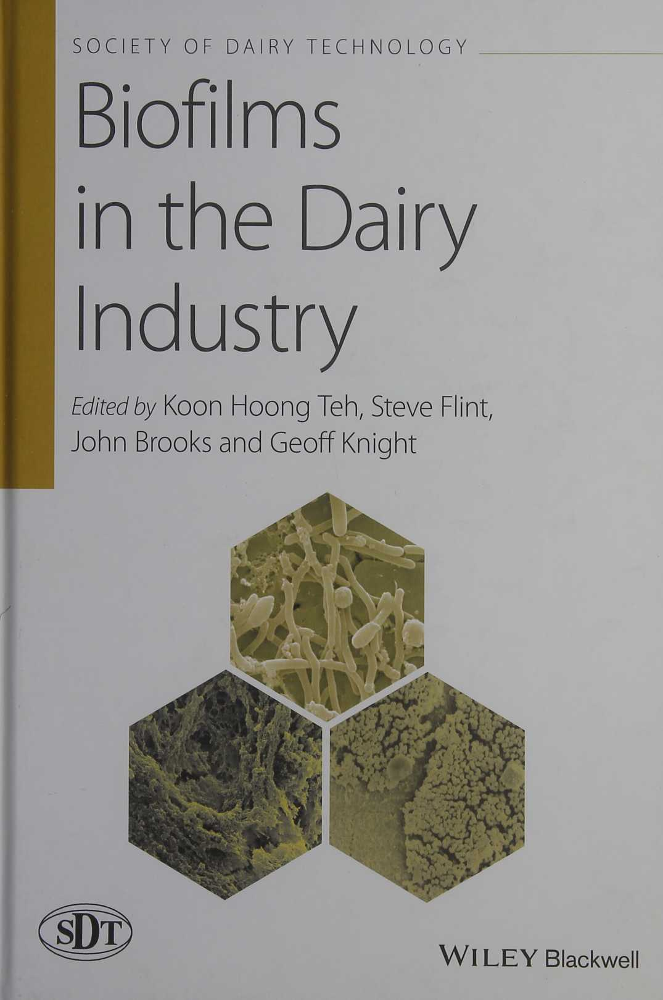 SOCIETY OF DAIRY TECHNOLOGY
Biofilms
in the Dairy
Industry
Edited by Koon Hoong Teh, Steve Flint,
John Brooks and Geoff Knight
SDT
WILEY Blackwell